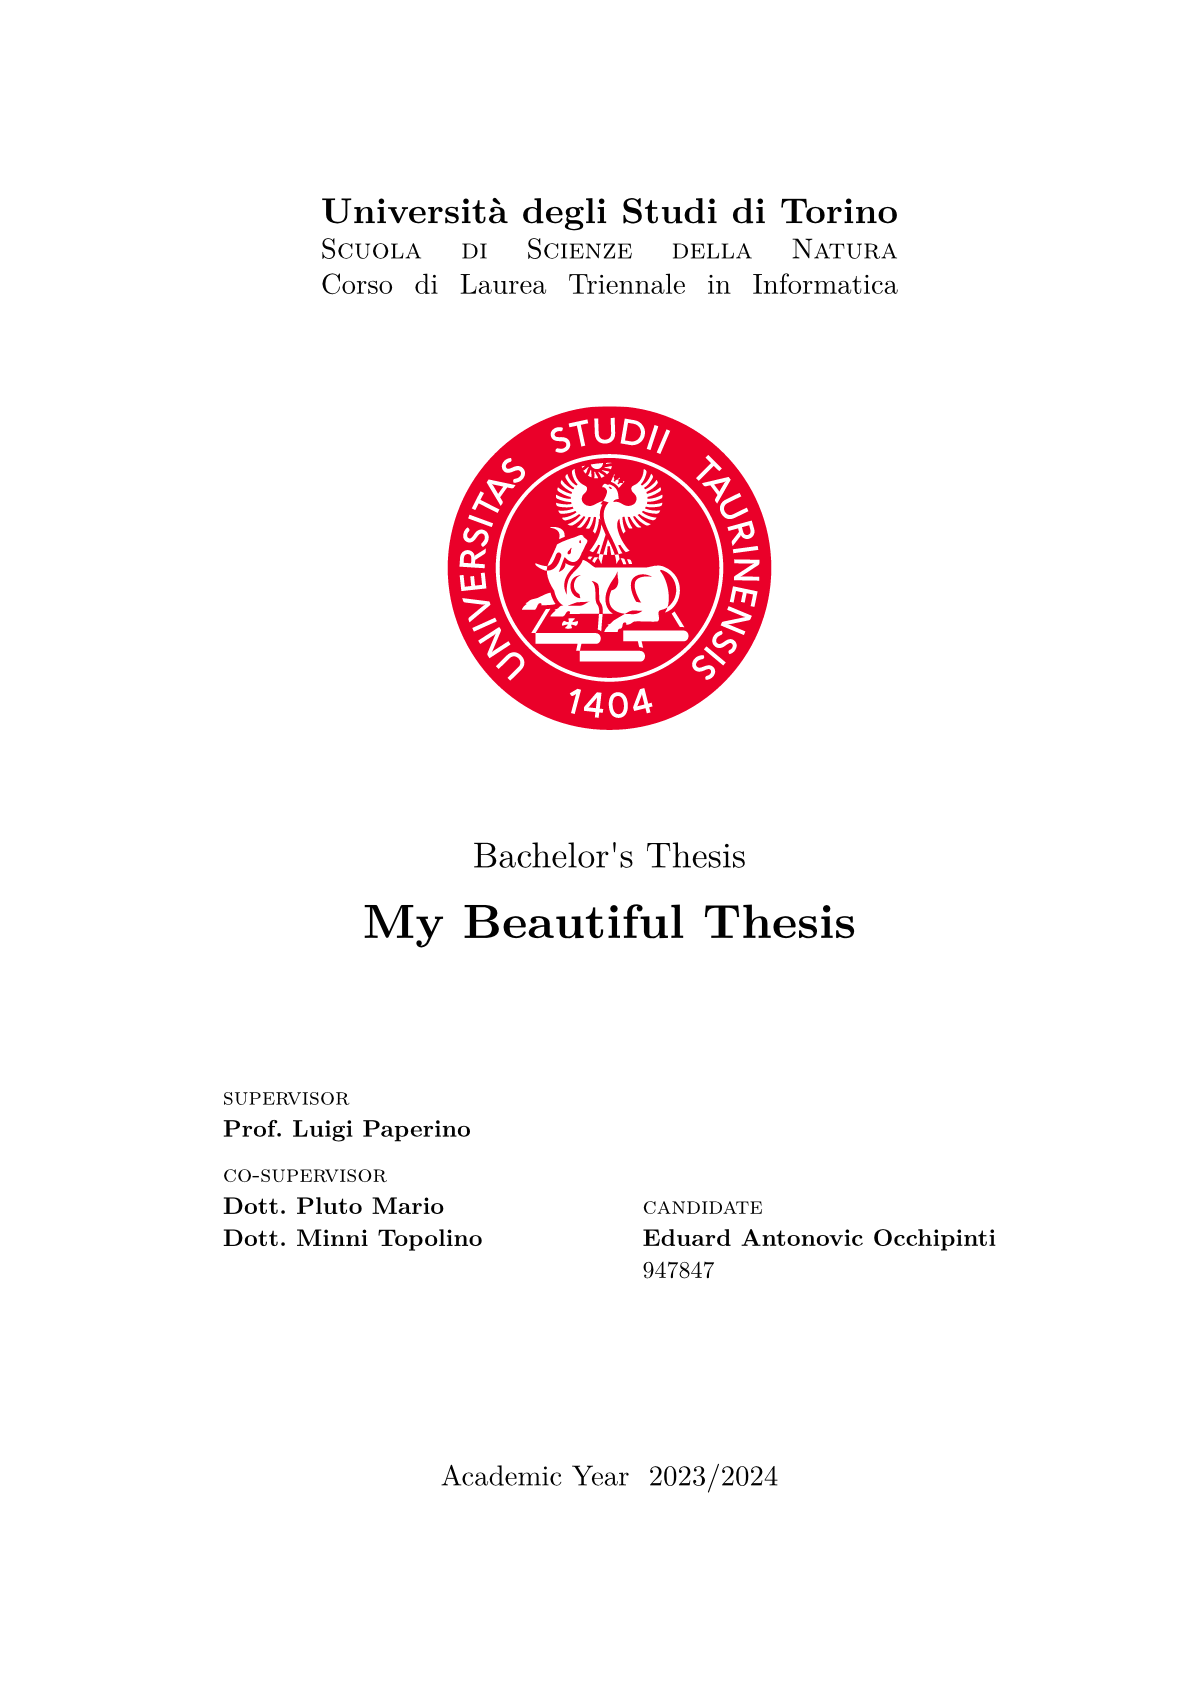 Università degli Studi di Torino
Scuola di Scienze della Natura
Corso di Laurea Triennale in Informatica
UNIVERSITAS STUDII TAURINENSIS
1404
Bachelor's Thesis
My Beautiful Thesis
SUPERVISOR
Prof. Luigi Paperino
CO-SUPERVISOR
Dott. Pluto Mario
Dott. Minni Topolino
CANDIDATE
Eduard Antonovic Occhipinti
947847
Academic Year 2023/2024